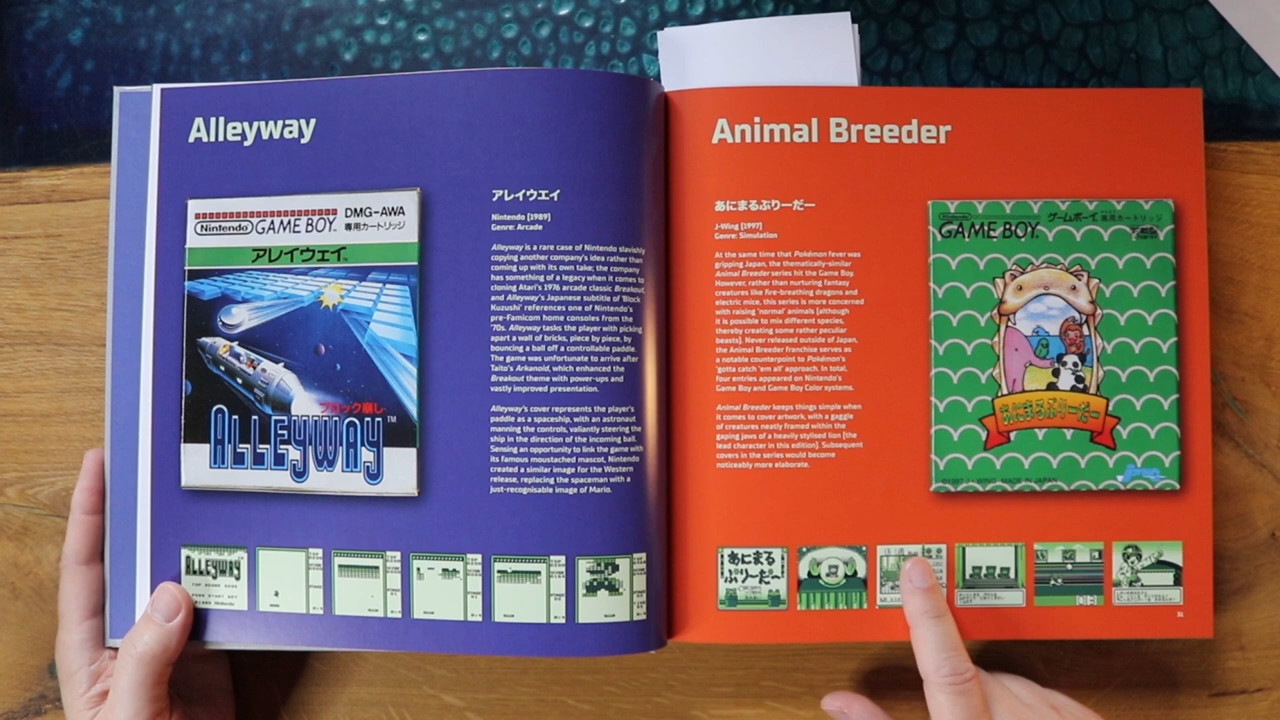 Alleyway
アレイウエイ
Nintendo [1989]
Genre: Arcade
Alleyway is a rare case of Nintendo slavishly
copying another company's idea rather than
coming up with its own take; the company
has something of a legacy when it comes to
cloning Atari's 1976 arcade classic Breakout,
and Alleyway's Japanese subtitle of 'Block
Kuzushi' references one of Nintendo's
pre-Famicom home consoles from the
'70s. Alleyway tasks the player with picking
apart a wall of bricks, piece by piece, by
bouncing a ball off a controllable paddle.
The game was unfortunate to arrive after
Taito's Arkanoid, which enhanced the
Breakout theme with power-ups and
vastly improved presentation.
Alleyway's cover represents the player's
paddle as a spaceship, with an astronaut
manning the controls, valiantly steering the
ship in the direction of the incoming ball.
Sensing an opportunity to link the game with
its famous moustached mascot, Nintendo
created a similar image for the Western
release, replacing the spaceman with a
just-recognisable image of Mario.
Nintendo GAME BOY
DMG-AWA
専用カートリッジ
アレイウェイ™
ブロック崩し
ALLEYWAY™
ALLEYWAY
TOP SCORE
Animal Breeder
あにまるぶりーだー
J-Wing [1997]
Genre: Simulation
At the same time that Pokémon fever was
gripping Japan, the thematically-similar
Animal Breeder series hit the Game Boy.
However, rather than nurturing fantasy
creatures like fire-breathing dragons and
electric mice, this series is more concerned
with raising 'normal' animals [although
it is possible to mix different species,
thereby creating some rather peculiar
beasts]. Never released outside of Japan,
the Animal Breeder franchise serves as
a notable counterpoint to Pokémon's
'gotta catch 'em all' approach. In total,
four entries appeared on Nintendo's
Game Boy and Game Boy Color systems.
Animal Breeder keeps things simple when
it comes to cover artwork, with a gaggle
of creatures neatly framed within the
gaping jaws of a heavily stylised lion [the
lead character in this edition]. Subsequent
covers in the series would become
noticeably more elaborate.
Nintendo
GAME BOY
ゲームボーイ 専用カートリッジ
あにまるぶりーだー
©1997 J-WING MADE IN JAPAN
あにまる
ぶりーだー
31